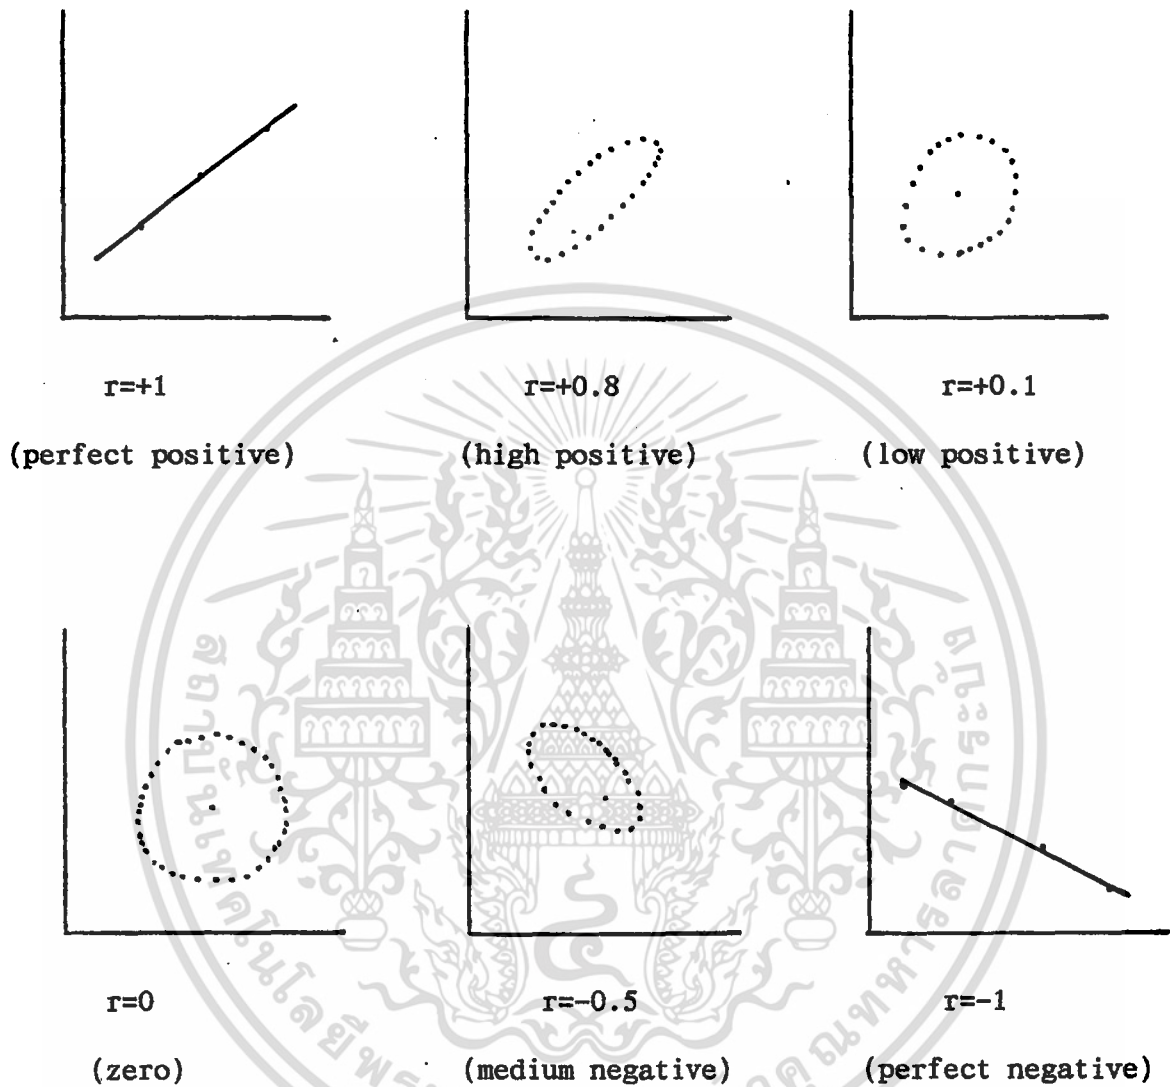 r=+1 r=+0.8 r=+0.1
(perfect positive) (high positive) (low positive)
r=0 r=-0.5 r=-1
(zero) (medium negative) (perfect negative)